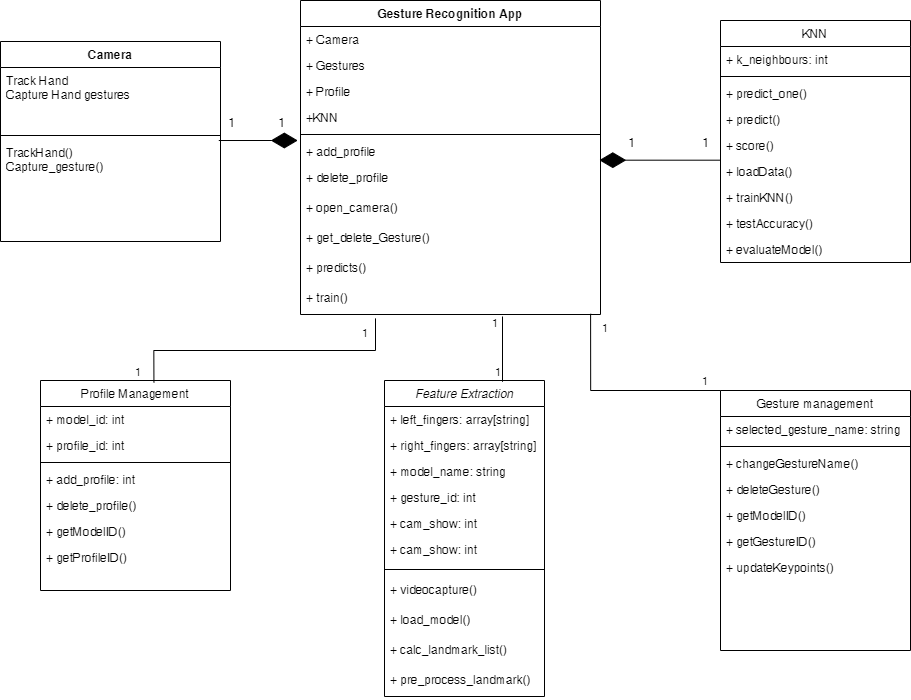 Gesture Recognition App
+ Camera
+ Gestures
+ Profile
+KNN
+ add_profile
+ delete_profile
+ open_camera()
+ get_delete_Gesture()
+ predicts()
+ train()
Camera
Track Hand
Capture Hand gestures
TrackHand()
Capture_gesture()
1
1
KNN
+ k_neighbours: int
+ predict_one()
+ predict()
+ score()
+ loadData()
+ trainKNN()
+ testAccuracy()
+ evaluateModel()
1
1
1
1
Profile Management
+ model_id: int
+ profile_id: int
+ add_profile: int
+ delete_profile()
+ getModelID()
+ getProfileID()
1
1
Feature Extraction
+ left_fingers: array[string]
+ right_fingers: array[string]
+ model_name: string
+ gesture_id: int
+ cam_show: int
+ cam_show: int
+ videocapture()
+ load_model()
+ calc_landmark_list()
+ pre_process_landmark()
1
1
Gesture management
+ selected_gesture_name: string
+ changeGestureName()
+ deleteGesture()
+ getModelID()
+ getGestureID()
+ updateKeypoints()